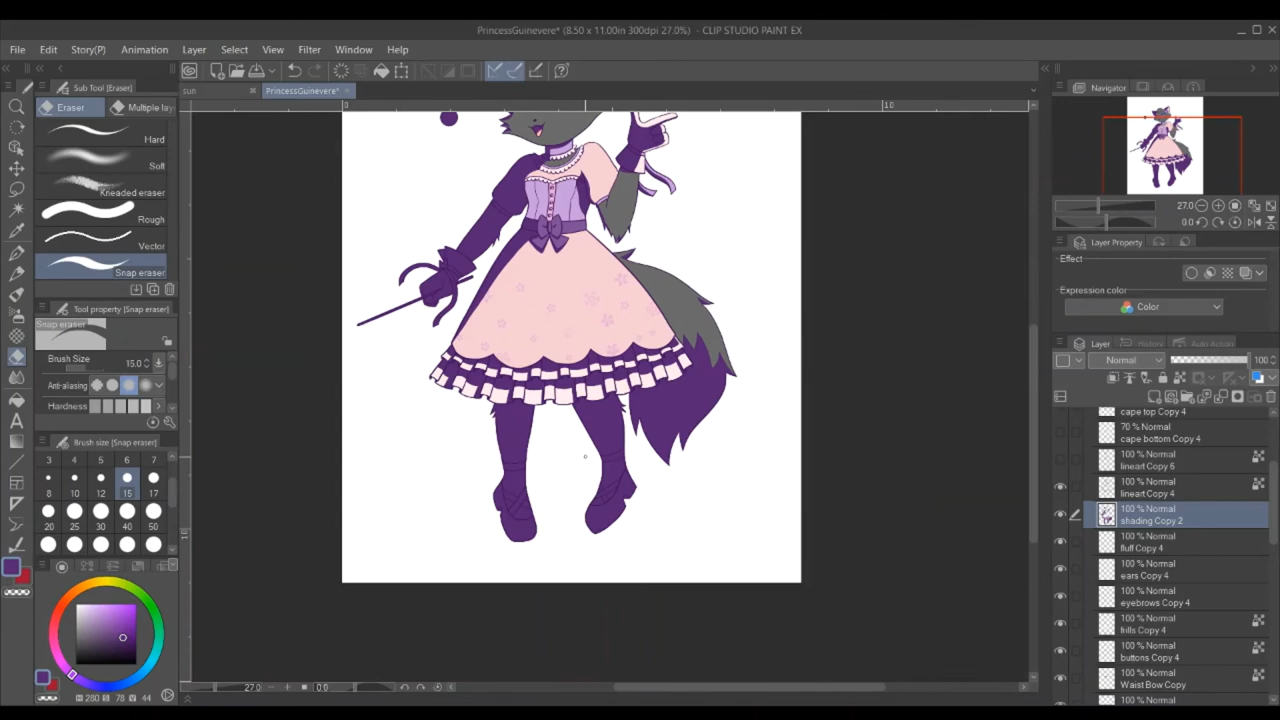 PrincessGuinevere* (8.50 x 11.00in 300dpi 27.0%) - CLIP STUDIO PAINT EX
File Edit Story(P) Animation Layer Select View Filter Window Help
Sub Tool [Eraser]
sun PrincessGuinevere*
Eraser Multiple lay
Hard
Soft
Kneaded eraser
Rough
Vector
Snap eraser
Tool property [Snap eraser]
Snap eraser
Brush Size 15.0
Anti-aliasing
Hardness
Brush size [Snap eraser]
3 4 5 6 7
8 10 12 15 17
20 25 30 40 50
280 S 78 V 44
0 10
27.0 0.0
Navigator
27.0
0.0
Layer Property
Effect
Expression color
Color
Layer History Auto Action
Normal 100
cape top Copy 4
70 % Normal
cape bottom Copy 4
100 % Normal
lineart Copy 6
100 % Normal
lineart Copy 4
100 % Normal
shading Copy 2
100 % Normal
fluff Copy 4
100 % Normal
ears Copy 4
100 % Normal
eyebrows Copy 4
100 % Normal
frills Copy 4
100 % Normal
buttons Copy 4
100 % Normal
Waist Bow Copy
100 % Normal